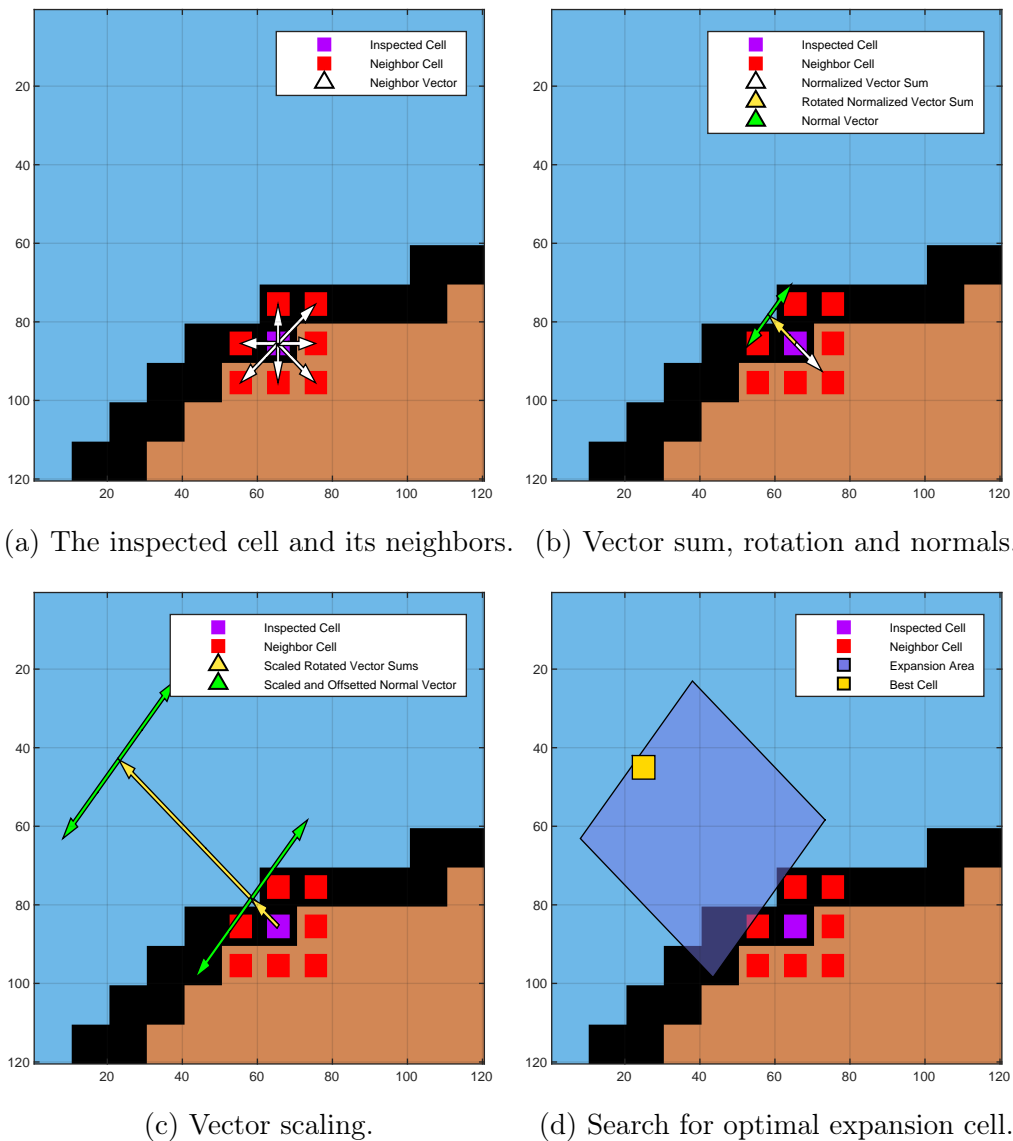 Inspected Cell
Neighbor Cell
Neighbor Vector
20
40
60
80
100
120
20 40 60 80 100 120
(a) The inspected cell and its neighbors.
Inspected Cell
Neighbor Cell
Normalized Vector Sum
Rotated Normalized Vector Sum
Normal Vector
20
40
60
80
100
120
20 40 60 80 100 120
(b) Vector sum, rotation and normals.
Inspected Cell
Neighbor Cell
Scaled Rotated Vector Sums
Scaled and Offsetted Normal Vector
20
40
60
80
100
120
20 40 60 80 100 120
(c) Vector scaling.
Inspected Cell
Neighbor Cell
Expansion Area
Best Cell
20
40
60
80
100
120
20 40 60 80 100 120
(d) Search for optimal expansion cell.